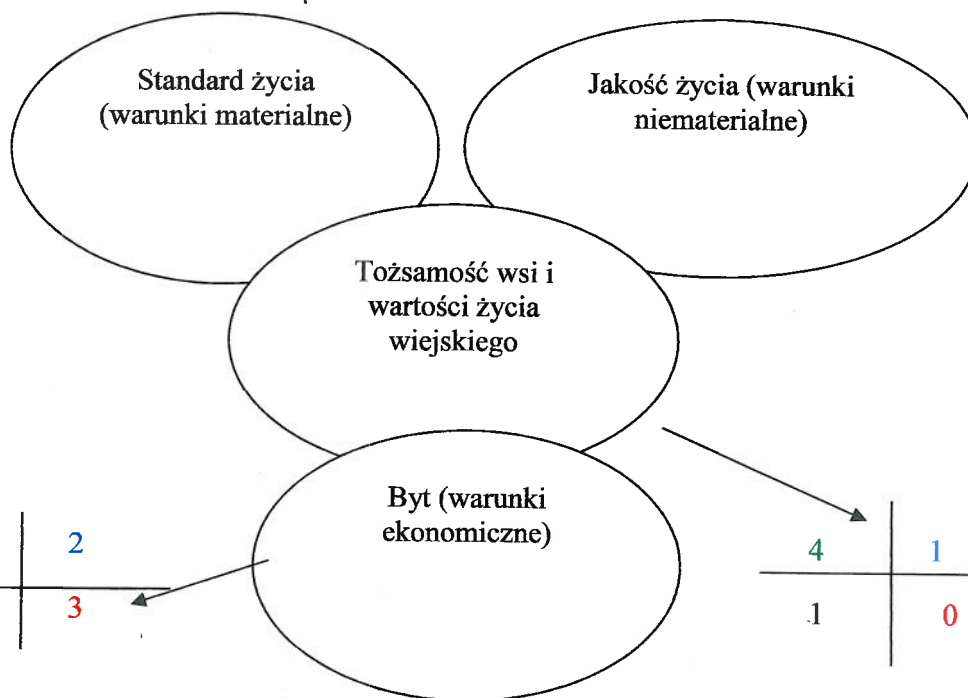 Standard życia
(warunki materialne)
Jakość życia (warunki
niematerialne)
Tożsamość wsi i
wartości życia
wiejskiego
Byt (warunki
ekonomiczne)
2
3
4 1
1 0